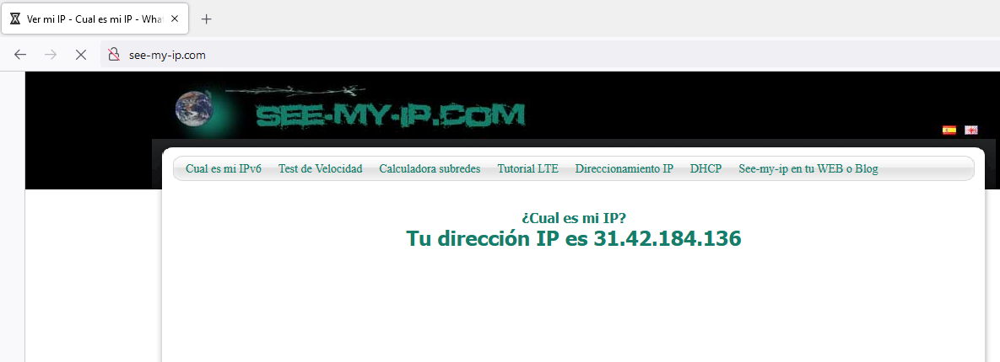 Ver mi IP - Cual es mi IP - What
see-my-ip.com
SEE-MY-IP.COM
Cual es mi IPv6 Test de Velocidad Calculadora subredes Tutorial LTE Direccionamiento IP DHCP See-my-ip en tu WEB o Blog
¿Cual es mi IP?
Tu dirección IP es 31.42.184.136